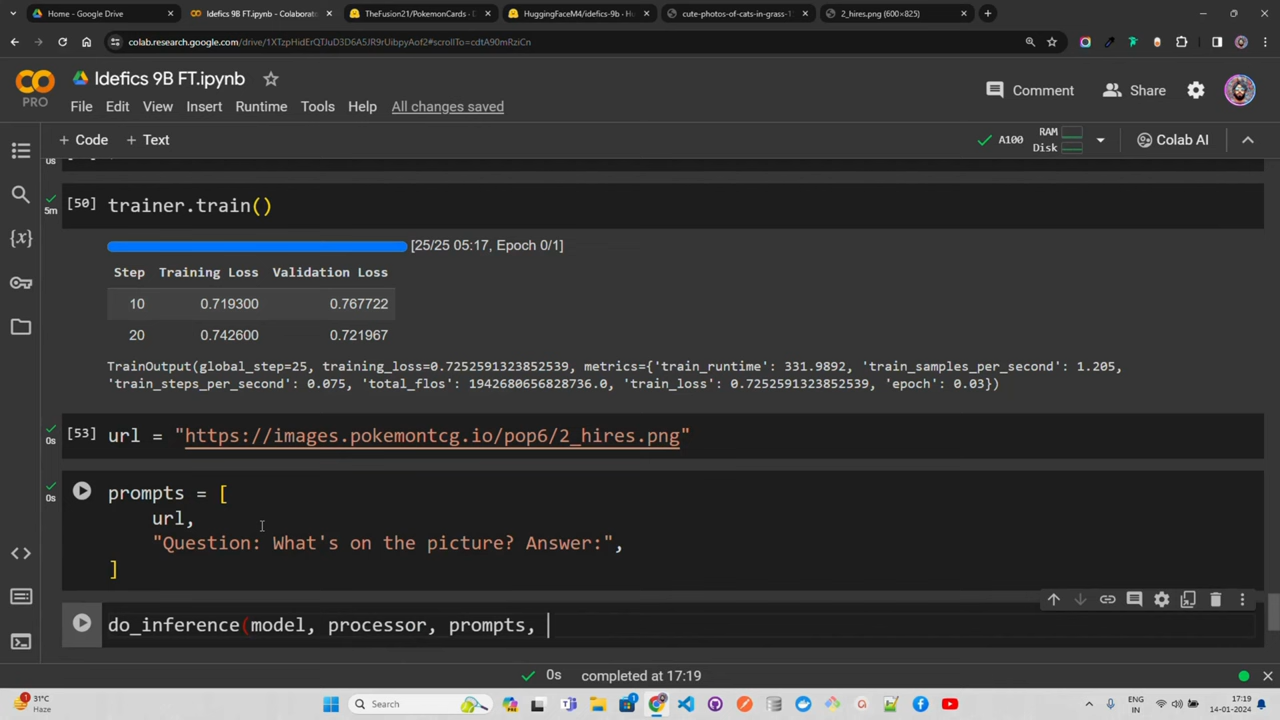 Home - Google Drive
Idefics 9B FT.ipynb - Colaborato
TheFusion21/PokemonCards · D
HuggingFaceM4/idefics-9b · Hu
cute-photos-of-cats-in-grass-1
2_hires.png (600×825)
colab.research.google.com/drive/1XTzpHidErQTJuD3D6ASJR9rUibpyAof2#scrollTo=cdtA90mRziCn
Idefics 9B FT.ipynb
PRO
File Edit View Insert Runtime Tools Help All changes saved
Comment Share
+ Code + Text
A100 RAM Disk Colab AI
0s
[50] trainer.train()
5m
[25/25 05:17, Epoch 0/1]
Step Training Loss Validation Loss
10 0.719300 0.767722
20 0.742600 0.721967
TrainOutput(global_step=25, training_loss=0.7252591323852539, metrics={'train_runtime': 331.9892, 'train_samples_per_second': 1.205,
'train_steps_per_second': 0.075, 'total_flos': 1942680656828736.0, 'train_loss': 0.7252591323852539, 'epoch': 0.03})
[53] url = "https://images.pokemontcg.io/pop6/2_hires.png"
0s
prompts = [
0s
url,
"Question: What's on the picture? Answer:",
]
do_inference(model, processor, prompts,
0s completed at 17:19
31°C
Haze
Search
ENG
IN
17:19
14-01-2024